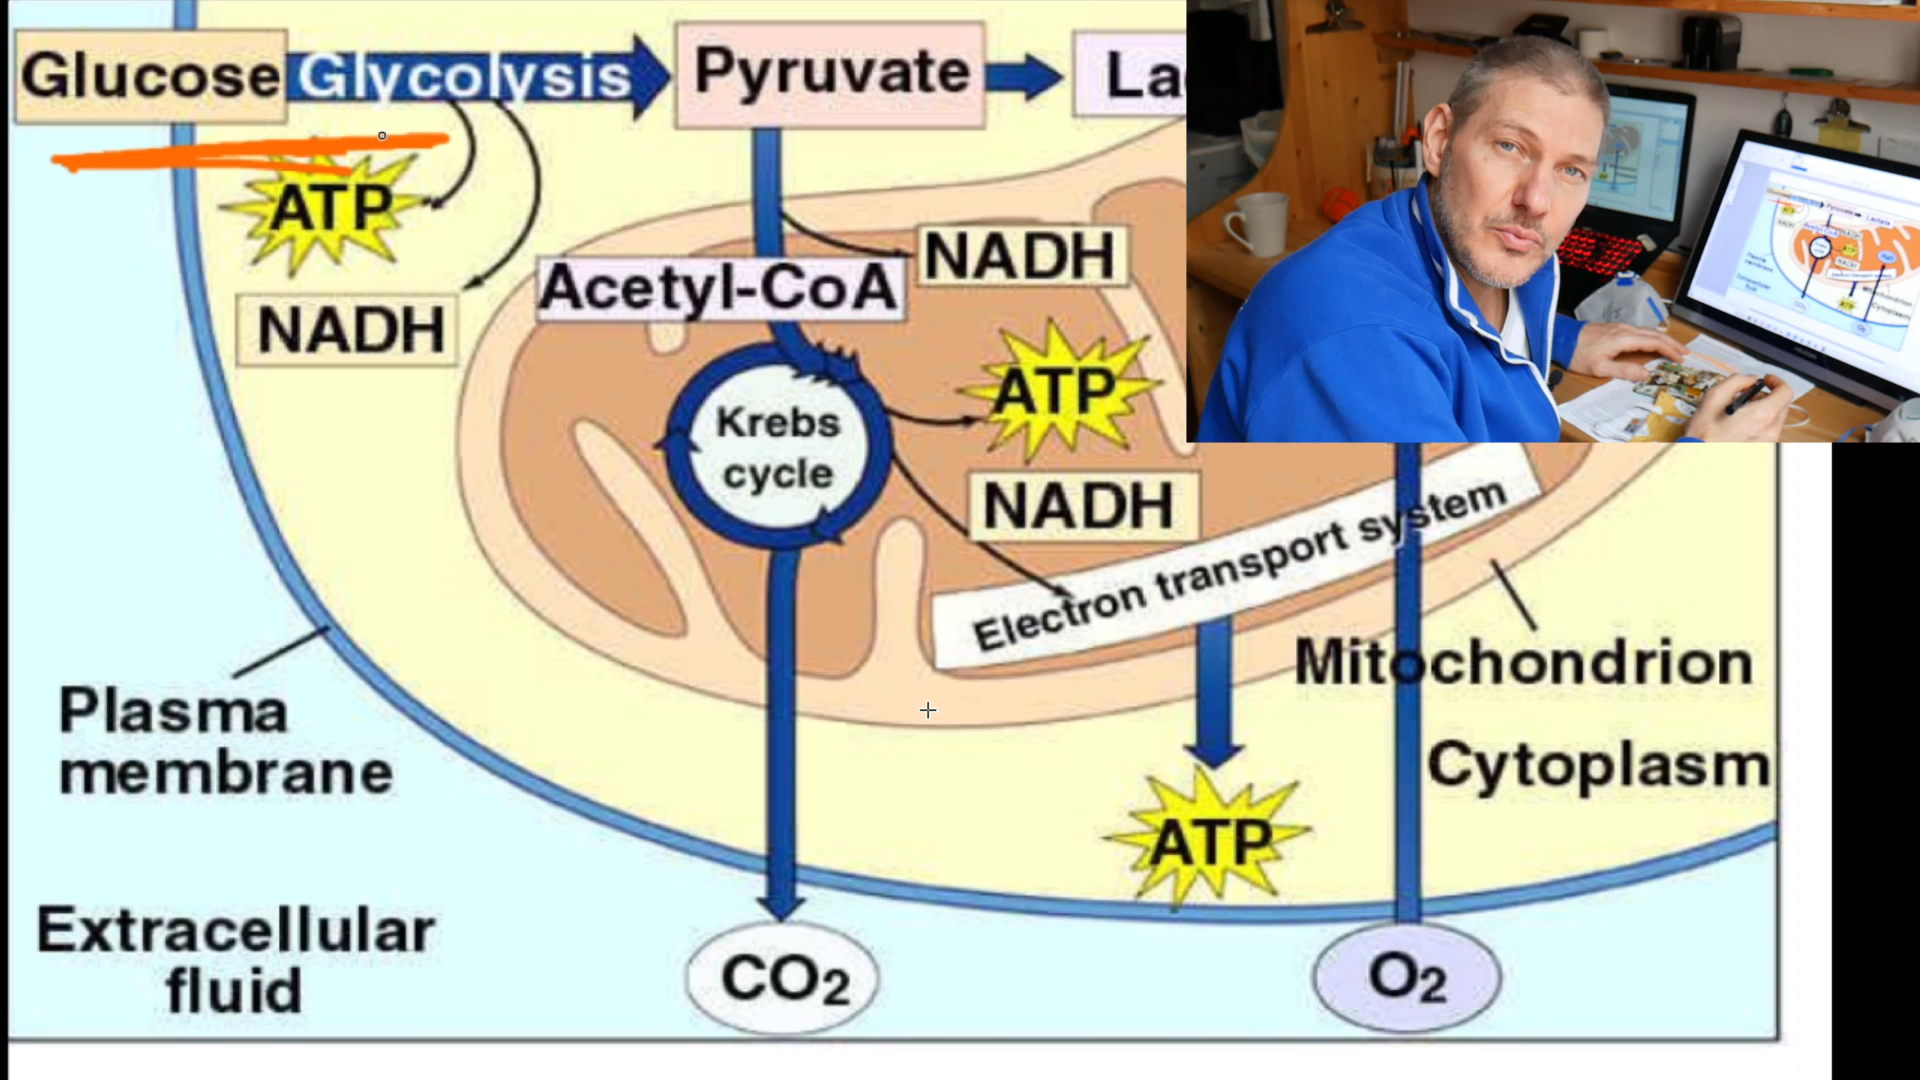 Glucose
Glycolysis
Pyruvate
La
ATP
NADH
NADH
Acetyl-CoA
ATP
Krebs
cycle
NADH
Electron transport system
Mitochondrion
Plasma
membrane
Cytoplasm
ATP
Extracellular
fluid
CO2
O2